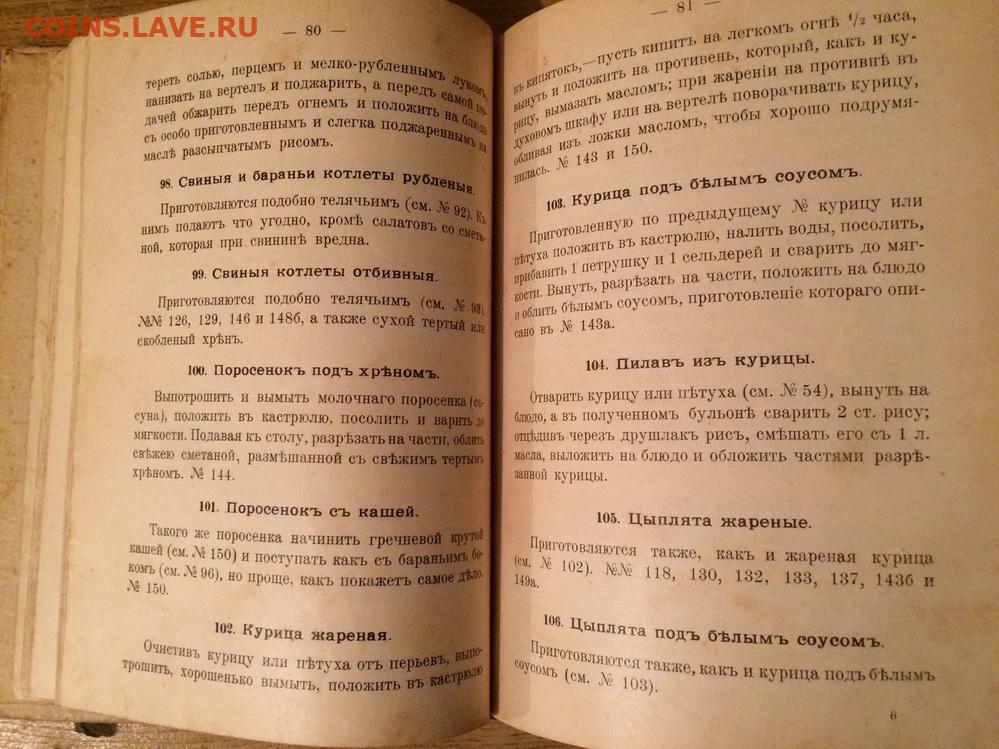 COINS.LAVE.RU
— 80 —
тереть солью, перцемъ и мелко-рубленнымъ лукомъ,
нанизать на вертелъ и поджарить, а передъ самой по-
дачей обжарить передъ огнемъ и положить на блюдо
съ особо приготовленнымъ и слегка поджареннымъ на
маслѣ разсыпчатымъ рисомъ.
98. Свиныя и бараньи котлеты рубленыя.
Приготовляются подобно телячьимъ (см. № 92). Къ
нимъ подаютъ что угодно, кромѣ салатовъ со смета-
ной, которая при свининѣ вредна.
99. Свиныя котлеты отбивныя.
Приготовляются подобно телячьимъ (см. № 93).
№№ 126, 129, 146 и 148б, а также сухой тертый или
скобленый хрѣнъ.
100. Поросенокъ подъ хрѣномъ.
Выпотрошить и вымыть молочнаго поросенка (со-
суна), положить въ кастрюлю, посолить и варить до
мягкости. Подавая къ столу, разрѣзать на части, облить
свѣжею сметаной, размѣшанной съ свѣжимъ тертымъ
хрѣномъ. № 144.
101. Поросенокъ съ кашей.
Такого же поросенка начинить гречневой крутой
кашей (см. № 150) и поступать какъ съ бараньимъ бо-
комъ (см. № 96), но проще, какъ покажетъ самое дѣло.
№ 150.
102. Курица жареная.
Очистивъ курицу или пѣтуха отъ перьевъ, выпо-
трошить, хорошенько вымыть, положить въ кастрюлю
— 81 —
въ кипятокъ,—пусть кипитъ на легкомъ огнѣ 1/2 часа,
вынуть и положить на противень, который, какъ и ку-
рицу, вымазать масломъ; при жареніи на противнѣ въ
духовомъ шкафу или на вертелѣ поворачивать курицу,
обливая изъ ложки масломъ, чтобы хорошо подрумя-
нилась. № 143 и 150.
103. Курица подъ бѣлымъ соусомъ.
Приготовленную по предыдущему № курицу или
пѣтуха положить въ кастрюлю, налить воды, посолить,
прибавить 1 петрушку и 1 сельдерей и сварить до мяг-
кости. Вынуть, разрѣзать на части, положить на блюдо
и облить бѣлымъ соусомъ, приготовленіе котораго опи-
сано въ № 143а.
104. Пилавъ изъ курицы.
Отварить курицу или пѣтуха (см. № 54), вынуть на
блюдо, а въ полученномъ бульонѣ сварить 2 ст. рису;
отцѣдивъ черезъ друшлакъ рисъ, смѣшать его съ 1 л.
масла, выложить на блюдо и обложить частями разрѣ-
занной курицы.
105. Цыплята жареные.
Приготовляются также, какъ и жареная курица
(см. № 102). №№ 118, 130, 132, 133, 137, 143б и
149а.
106. Цыплята подъ бѣлымъ соусомъ.
Приготовляются также, какъ и курица подъ бѣлымъ
соусомъ (см. № 103).
6